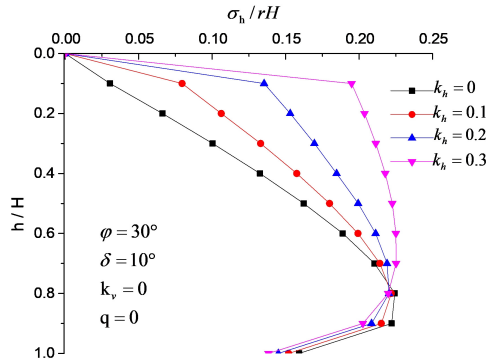 σh / rH
0.00 0.05 0.10 0.15 0.20 0.25
0.0
0.2
0.4
0.6
0.8
1.0
h / H
kh = 0
kh = 0.1
kh = 0.2
kh = 0.3
φ = 30°
δ = 10°
kv = 0
q = 0